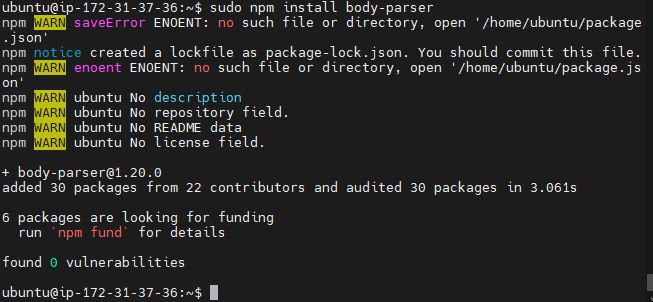 ubuntu@ip-172-31-37-36:~$ sudo npm install body-parser
npm WARN saveError ENOENT: no such file or directory, open '/home/ubuntu/package
.json'
npm notice created a lockfile as package-lock.json. You should commit this file.
npm WARN enoent ENOENT: no such file or directory, open '/home/ubuntu/package.js
on'
npm WARN ubuntu No description
npm WARN ubuntu No repository field.
npm WARN ubuntu No README data
npm WARN ubuntu No license field.

+ body-parser@1.20.0
added 30 packages from 22 contributors and audited 30 packages in 3.061s

6 packages are looking for funding
  run `npm fund` for details

found 0 vulnerabilities

ubuntu@ip-172-31-37-36:~$